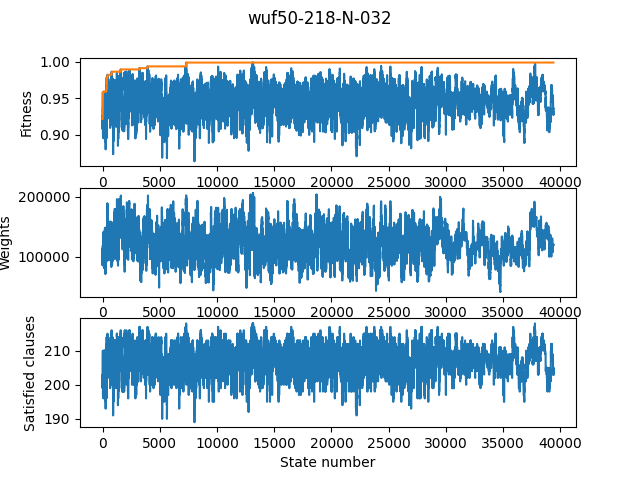 wuf50-218-N-032
1.00
0.95
0.90
Fitness
0 5000 10000 15000 20000 25000 30000 35000 40000
200000
100000
Weights
0 5000 10000 15000 20000 25000 30000 35000 40000
210
200
190
Satisfied clauses
0 5000 10000 15000 20000 25000 30000 35000 40000
State number